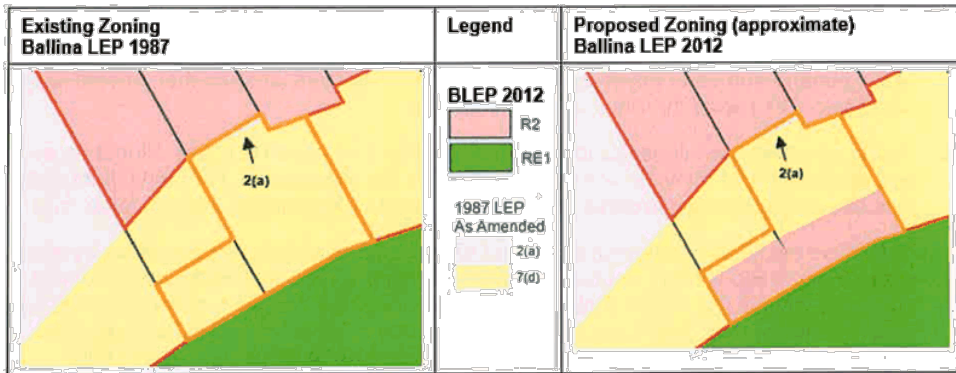 Existing Zoning
Ballina LEP 1987
Legend
Proposed Zoning (approximate)
Ballina LEP 2012
2(a)
BLEP 2012
R2
RE1
1987 LEP
As Amended
2(a)
7(d)
2(a)